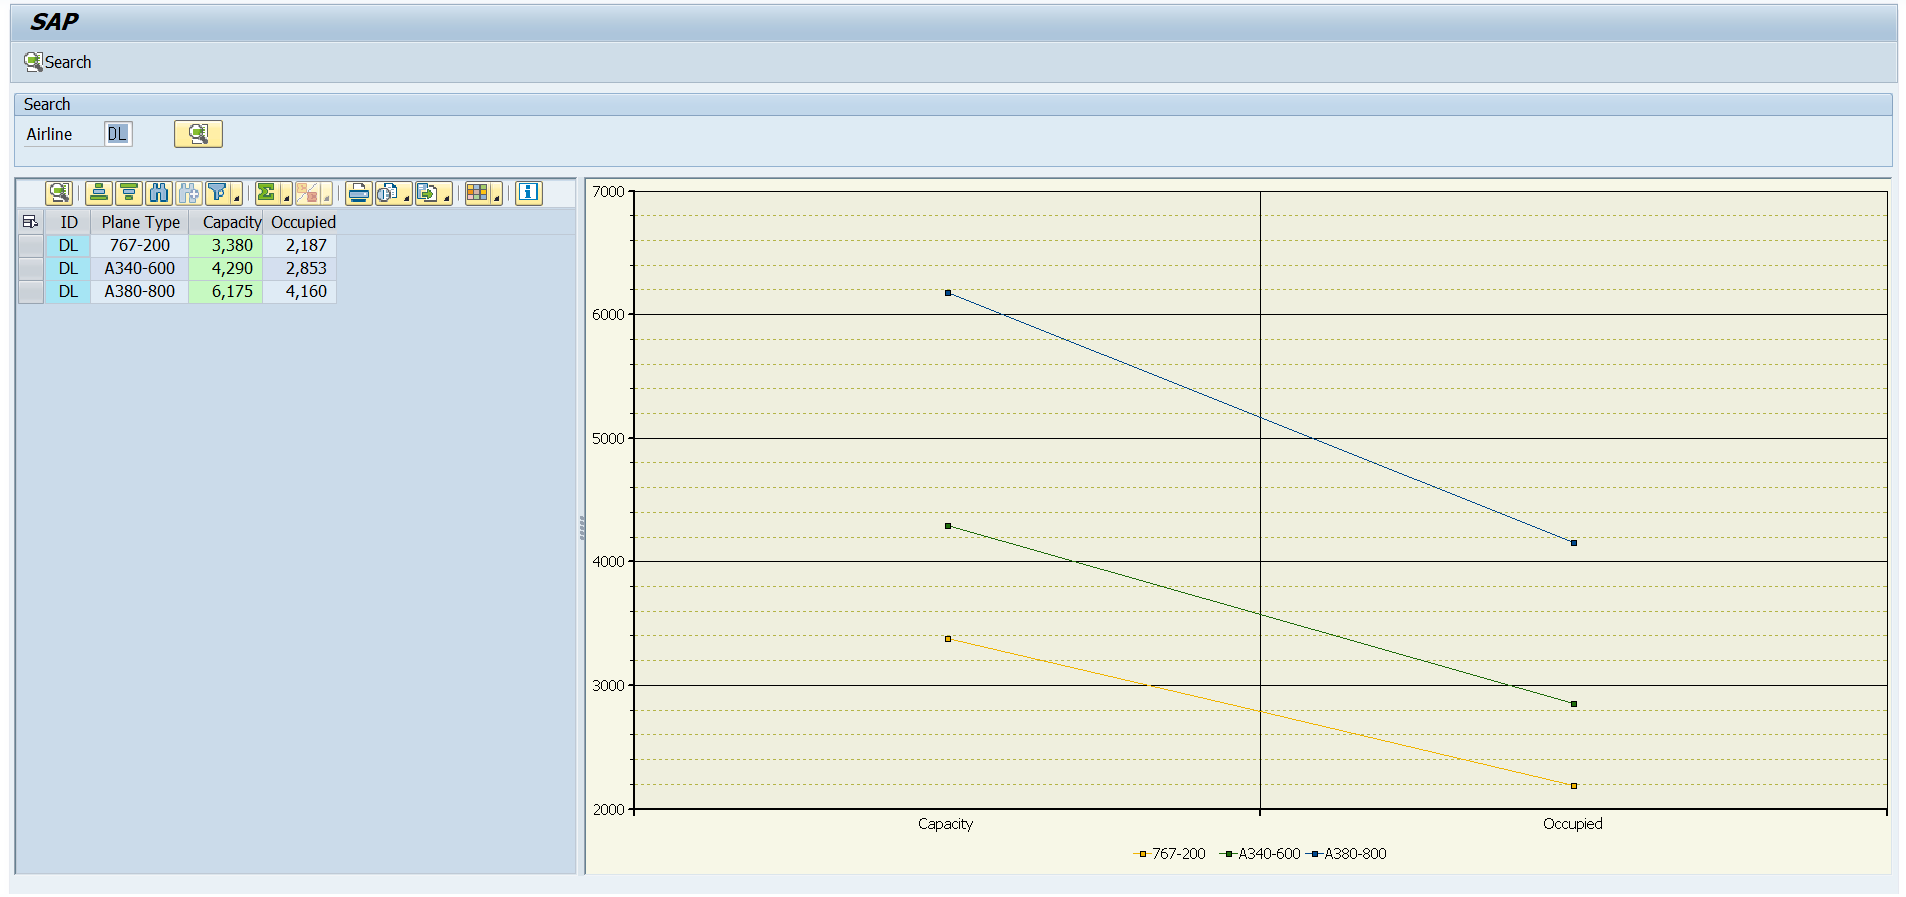 SAP
Search
Search
Airline DL
ID Plane Type Capacity Occupied
DL 767-200 3,380 2,187
DL A340-600 4,290 2,853
DL A380-800 6,175 4,160
7000
6000
5000
4000
3000
2000
Capacity Occupied
767-200 A340-600 A380-800